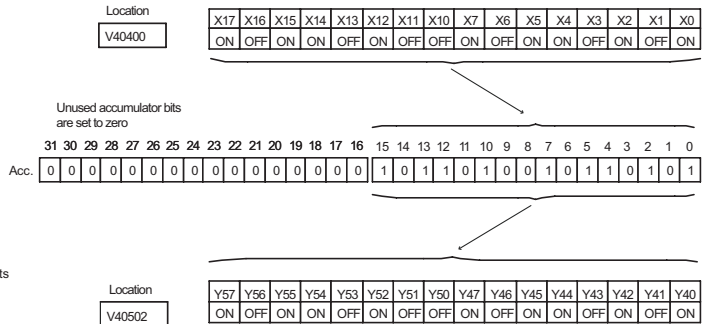 Location
X17 X16 X15 X14 X13 X12 X11 X10 X7 X6 X5 X4 X3 X2 X1 X0
V40400
ON OFF ON ON OFF ON OFF OFF ON OFF ON ON OFF ON OFF ON
Unused accumulator bits
are set to zero
31 30 29 28 27 26 25 24 23 22 21 20 19 18 17 16 15 14 13 12 11 10 9 8 7 6 5 4 3 2 1 0
Acc. 0 0 0 0 0 0 0 0 0 0 0 0 0 0 0 0 1 0 1 1 0 1 0 0 1 0 1 1 0 1 0 1
ts
Location
Y57 Y56 Y55 Y54 Y53 Y52 Y51 Y50 Y47 Y46 Y45 Y44 Y43 Y42 Y41 Y40
V40502
ON OFF ON ON OFF ON OFF OFF ON OFF ON ON OFF ON OFF ON